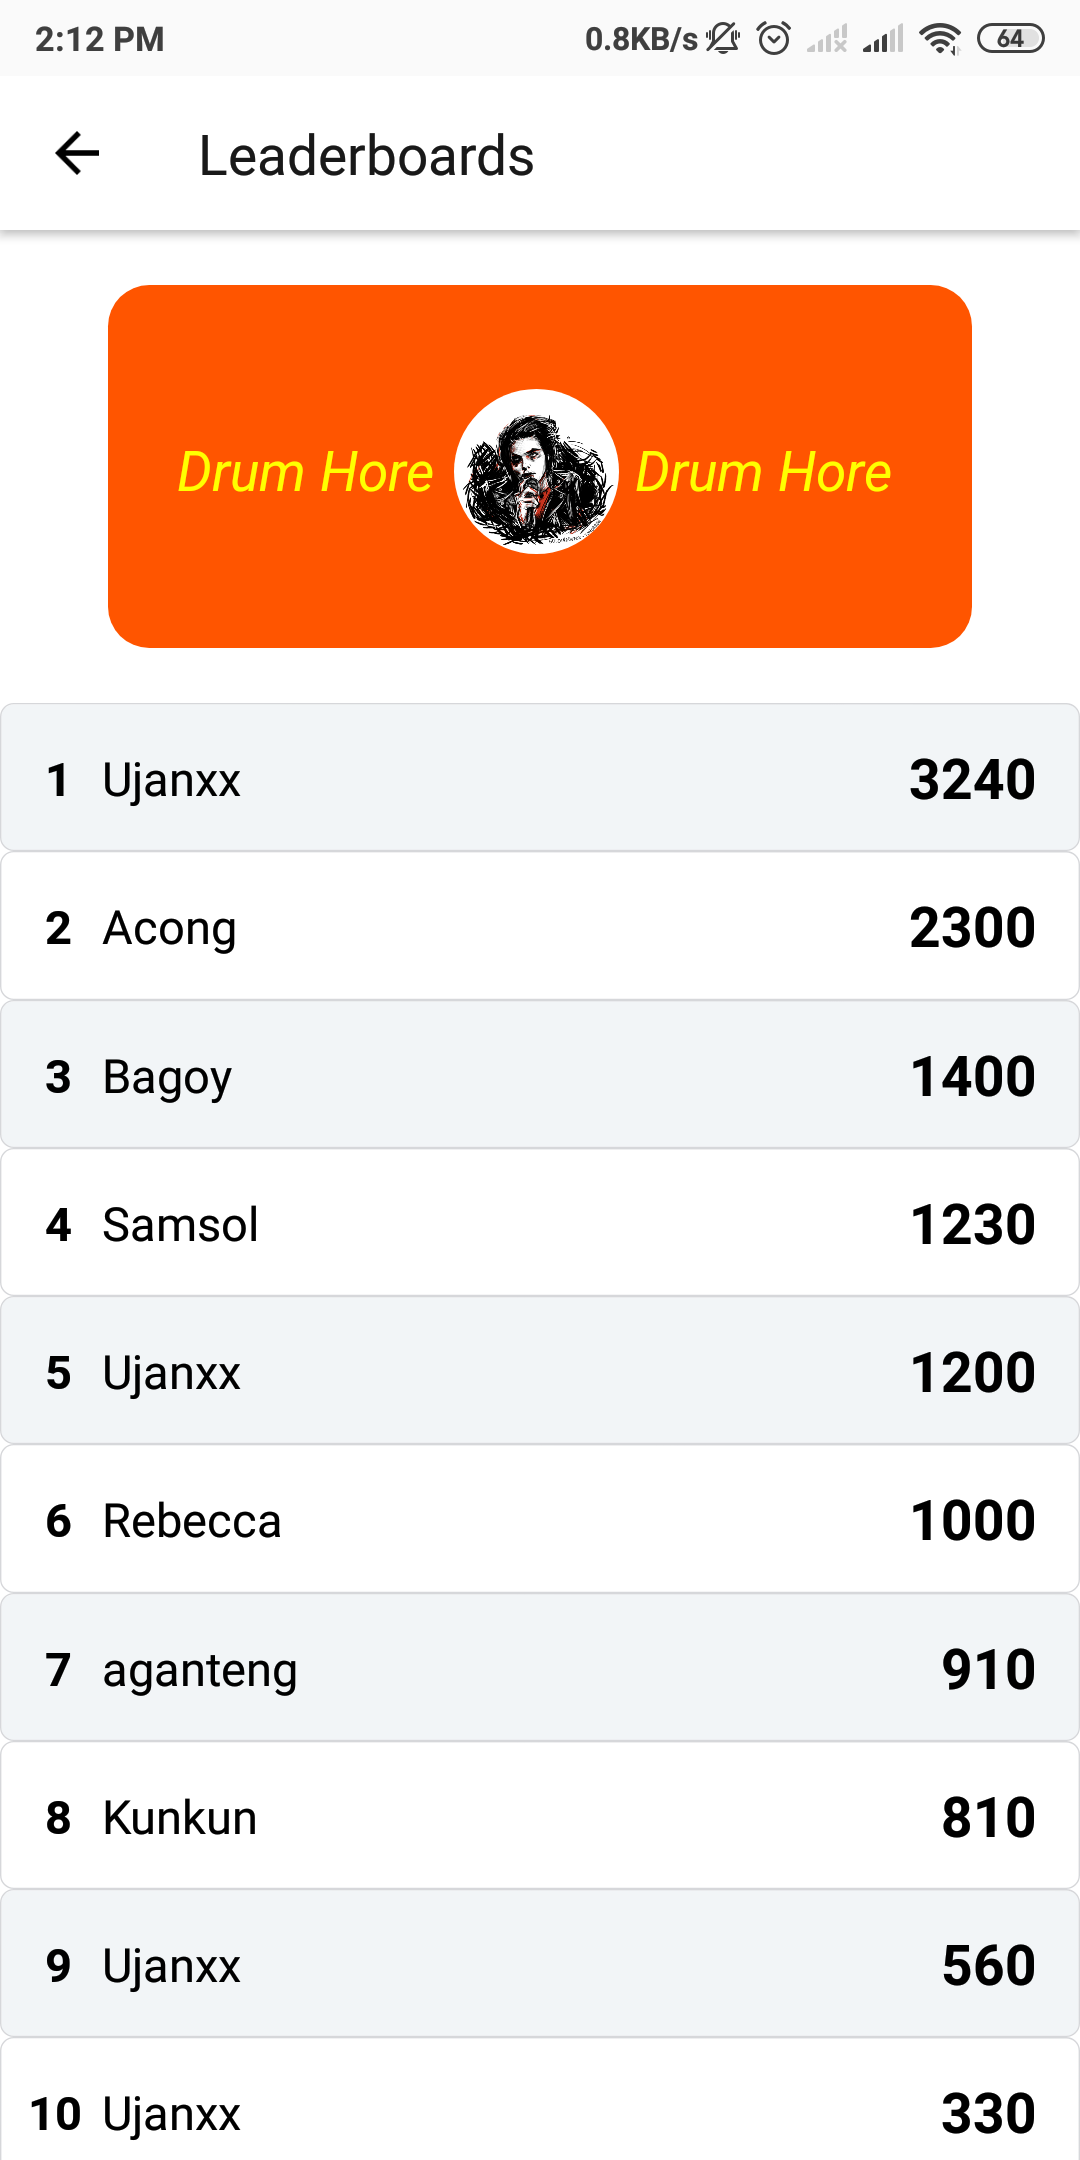 2:12 PM 0.8KB/s 64
Leaderboards
Drum Hore Drum Hore
1 Ujanxx 3240
2 Acong 2300
3 Bagoy 1400
4 Samsol 1230
5 Ujanxx 1200
6 Rebecca 1000
7 aganteng 910
8 Kunkun 810
9 Ujanxx 560
10 Ujanxx 330